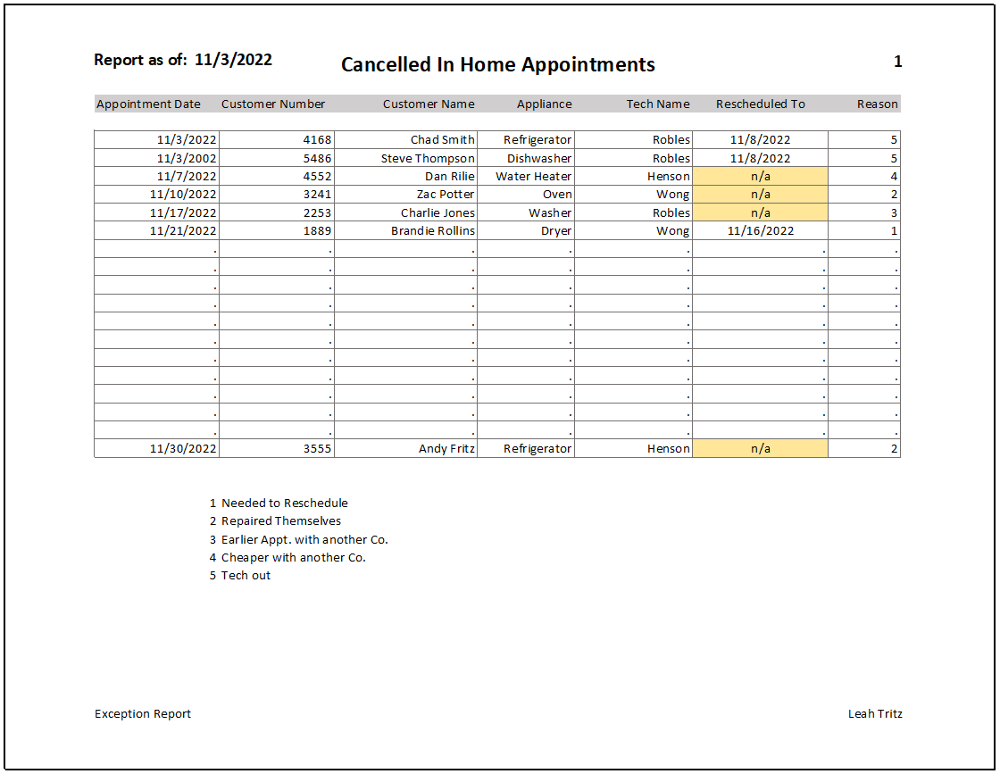 Report as of: 11/3/2022 Cancelled In Home Appointments 1
Appointment Date Customer Number Customer Name Appliance Tech Name Rescheduled To Reason
11/3/2022 4168 Chad Smith Refrigerator Robles 11/8/2022 5
11/3/2002 5486 Steve Thompson Dishwasher Robles 11/8/2022 5
11/7/2022 4552 Dan Rilie Water Heater Henson n/a 4
11/10/2022 3241 Zac Potter Oven Wong n/a 2
11/17/2022 2253 Charlie Jones Washer Robles n/a 3
11/21/2022 1889 Brandie Rollins Dryer Wong 11/16/2022 1
. . . . . . .
. . . . . . .
. . . . . . .
. . . . . . .
. . . . . . .
. . . . . . .
. . . . . . .
. . . . . . .
. . . . . . .
. . . . . . .
. . . . . . .
11/30/2022 3555 Andy Fritz Refrigerator Henson n/a 2
1 Needed to Reschedule
2 Repaired Themselves
3 Earlier Appt. with another Co.
4 Cheaper with another Co.
5 Tech out
Exception Report Leah Tritz